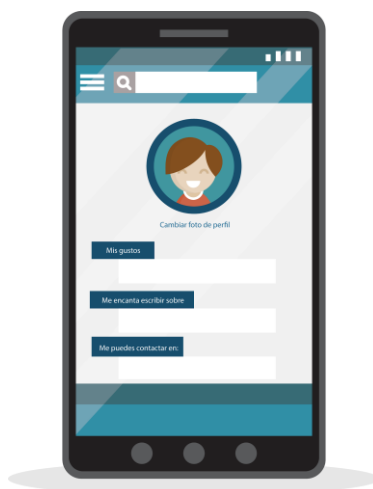 Cambiar foto de perfil
Mis gustos
Me encanta escribir sobre
Me puedes contactar en: